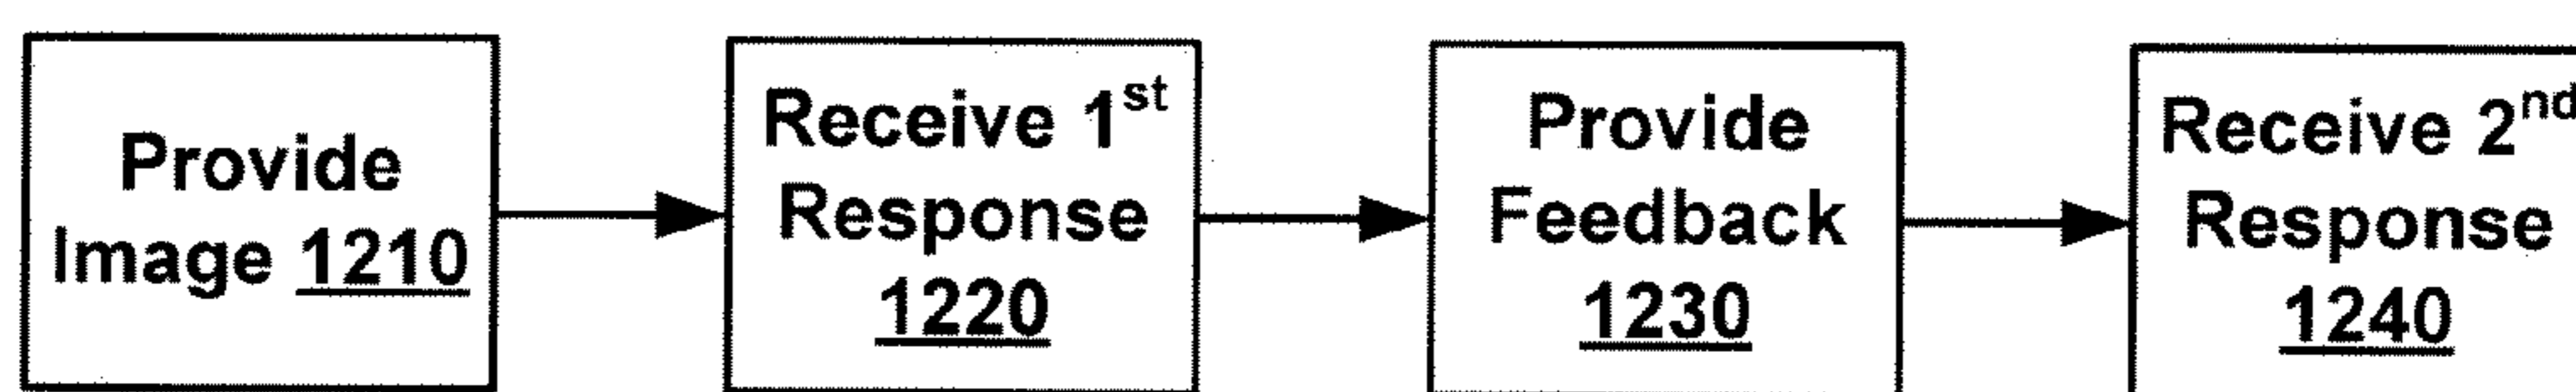 Provide
Image 1210
Receive 1st
Response
1220
Provide
Feedback
1230
Receive 2nd
Response
1240